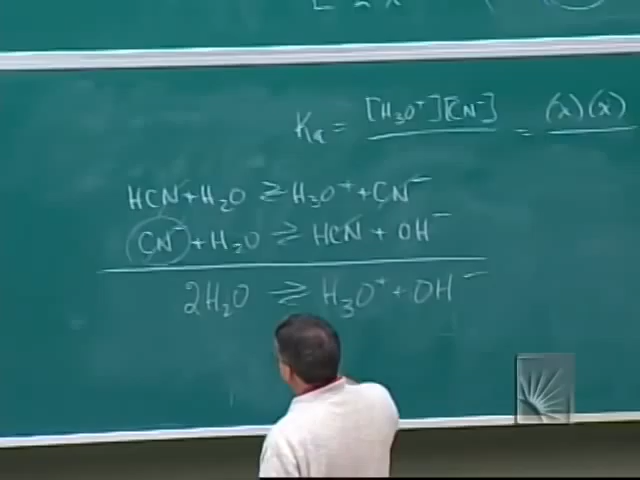 Kₐ = [H₃O⁺][CN⁻] = (x)(x)
HCN + H₂O ⇌ H₃O⁺ + CN⁻
CN⁻ + H₂O ⇌ HCN + OH⁻
2H₂O ⇌ H₃O⁺ + OH⁻